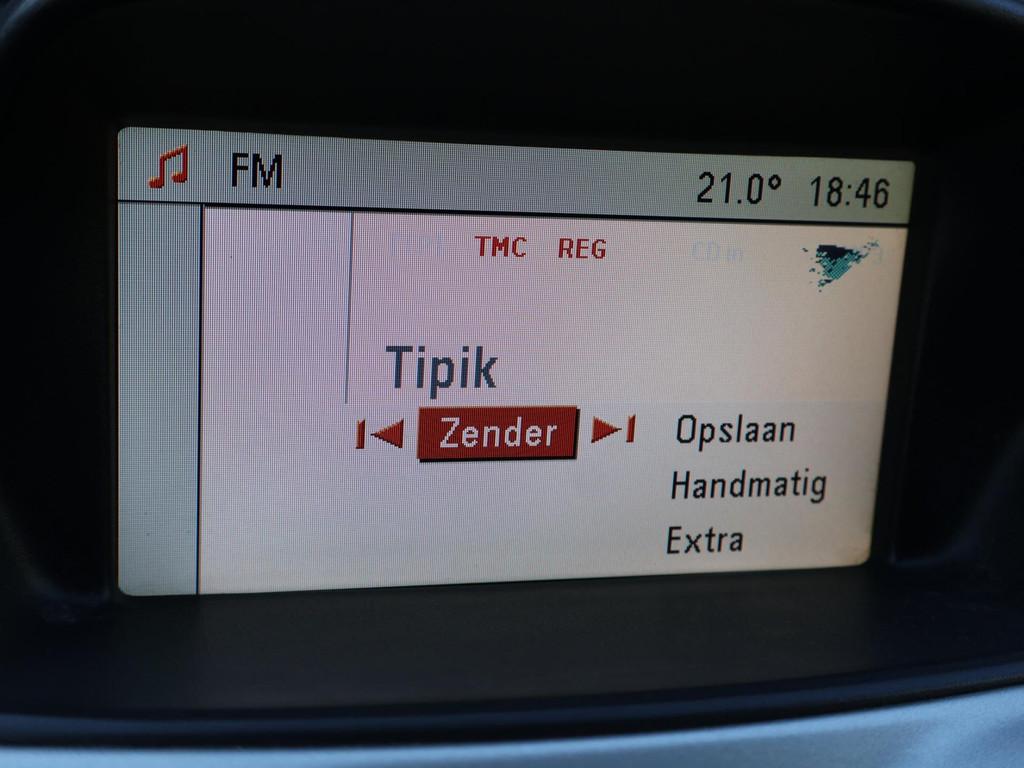 FM 21.0° 18:46
TMC REG
Tipik
Zender
Opslaan
Handmatig
Extra